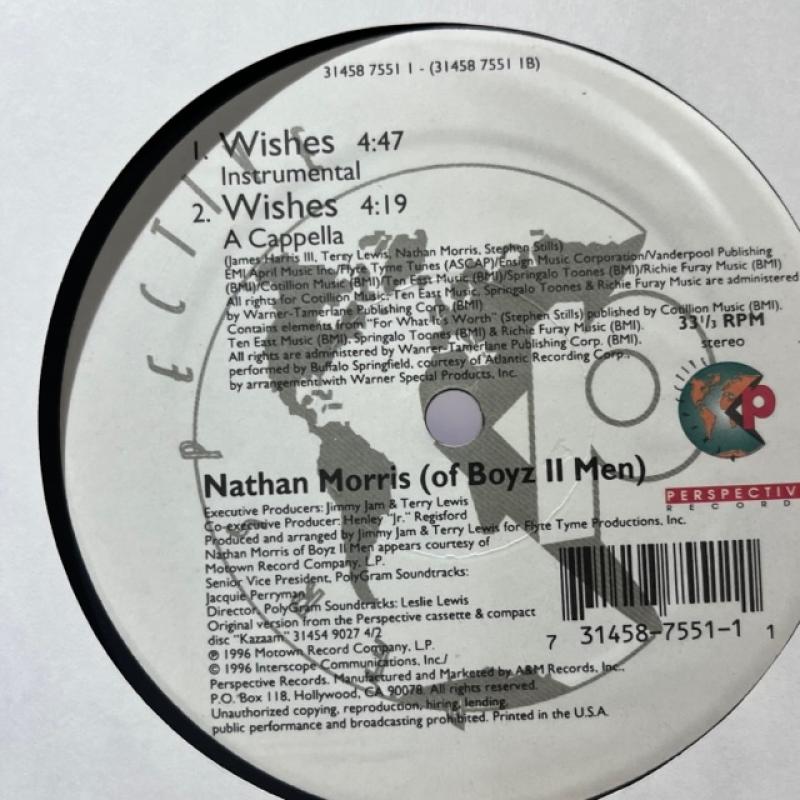 31458 7551 1 - (31458 7551 1B)
1. Wishes 4:47
Instrumental
2. Wishes 4:19
A Cappella
(James Harris III, Terry Lewis, Nathan Morris, Stephen Stills)
EMI April Music Inc./Flyte Tyme Tunes (ASCAP)/Ensign Music Corporation/Vanderpool Publishing
(BMI)/Cotillion Music (BMI)/Ten East Music (BMI)/Springalo Toones (BMI)/Richie Furay Music (BMI)
All rights for Cotillion Music, Ten East Music, Springalo Toones & Richie Furay Music are administered
by Warner-Tamerlane Publishing Corp. (BMI)
Contains elements from "For What It's Worth" (Stephen Stills) published by Cotillion Music (BMI).
Ten East Music (BMI), Springalo Toones (BMI) & Richie Furay Music (BMI).
All rights are administered by Wanrer-Tamerlane Publishing Corp. (BMI).
performed by Buffalo Springfield, courtesy of Atlantic Recording Corp.,
by arrangement with Warner Special Products, Inc.
33 1/3 RPM
stereo
P
PERSPECTIV
RECORD
PECTIVE
Nathan Morris (of Boyz II Men)
Executive Producers: Jimmy Jam & Terry Lewis
Co-executive Producer: Henley "Jr." Regisford
Produced and arranged by Jimmy Jam & Terry Lewis for Flyte Tyme Productions, Inc.
Nathan Morris of Boyz II Men appears courtesy of
Motown Record Company, L.P.
Senior Vice President, PolyGram Soundtracks:
Jacquie Perryman
Director, PolyGram Soundtracks: Leslie Lewis
Original version from the Perspective cassette & compact
disc "Kazaam" 31454 9027 4/2
℗ 1996 Motown Record Company, L.P.
© 1996 Interscope Communications, Inc./
Perspective Records. Manufactured and Marketed by A&M Records, Inc.,
P.O. Box 118, Hollywood, CA 90078. All rights reserved.
Unauthorized copying, reproduction, hiring, lending,
public performance and broadcasting prohibited. Printed in the U.S.A.
7 31458-7551-1 1